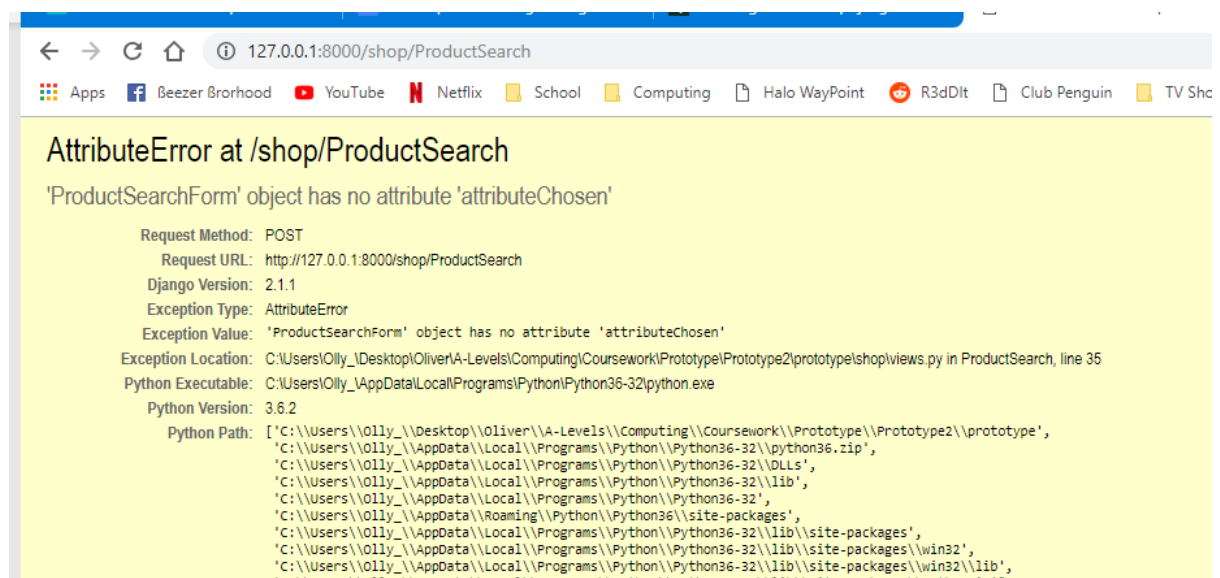 127.0.0.1:8000/shop/ProductSearch
Apps ßeezer ßrorhood YouTube Netflix School Computing Halo WayPoint R3dDIt Club Penguin TV Sho
AttributeError at /shop/ProductSearch
'ProductSearchForm' object has no attribute 'attributeChosen'
Request Method: POST
Request URL: http://127.0.0.1:8000/shop/ProductSearch
Django Version: 2.1.1
Exception Type: AttributeError
Exception Value: 'ProductSearchForm' object has no attribute 'attributeChosen'
Exception Location: C:\Users\Olly_\Desktop\Oliver\A-Levels\Computing\Coursework\Prototype\Prototype2\prototype\shop\views.py in ProductSearch, line 35
Python Executable: C:\Users\Olly_\AppData\Local\Programs\Python\Python36-32\python.exe
Python Version: 3.6.2
Python Path: ['C:\\Users\\Olly_\\Desktop\\Oliver\\A-Levels\\Computing\\Coursework\\Prototype\\Prototype2\\prototype',
'C:\\Users\\Olly_\\AppData\\Local\\Programs\\Python\\Python36-32\\python36.zip',
'C:\\Users\\Olly_\\AppData\\Local\\Programs\\Python\\Python36-32\\DLLs',
'C:\\Users\\Olly_\\AppData\\Local\\Programs\\Python\\Python36-32\\lib',
'C:\\Users\\Olly_\\AppData\\Local\\Programs\\Python\\Python36-32',
'C:\\Users\\Olly_\\AppData\\Roaming\\Python\\Python36\\site-packages',
'C:\\Users\\Olly_\\AppData\\Local\\Programs\\Python\\Python36-32\\lib\\site-packages',
'C:\\Users\\Olly_\\AppData\\Local\\Programs\\Python\\Python36-32\\lib\\site-packages\\win32',
'C:\\Users\\Olly_\\AppData\\Local\\Programs\\Python\\Python36-32\\lib\\site-packages\\win32\\lib',